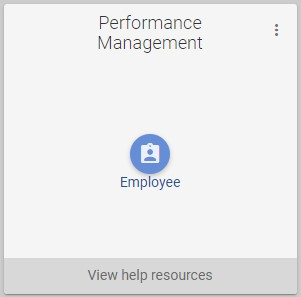 Performance
Management
Employee
View help resources